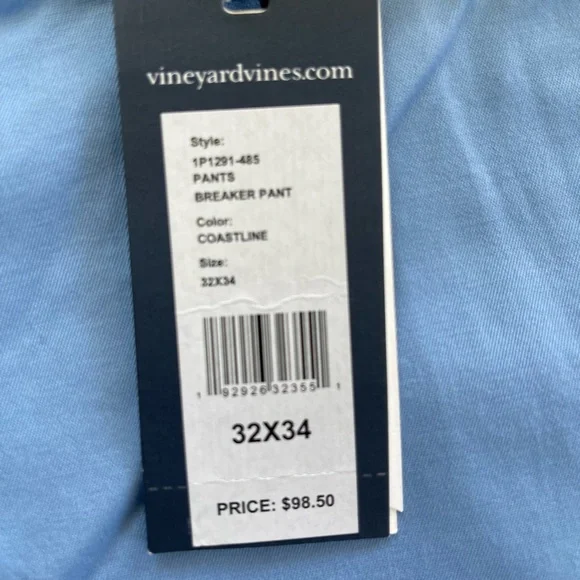 vineyardvines.com
Style:
1P1291-485
PANTS
BREAKER PANT
Color:
COASTLINE
Size:
32X34
1 92926 32355 1
32X34
PRICE: $98.50